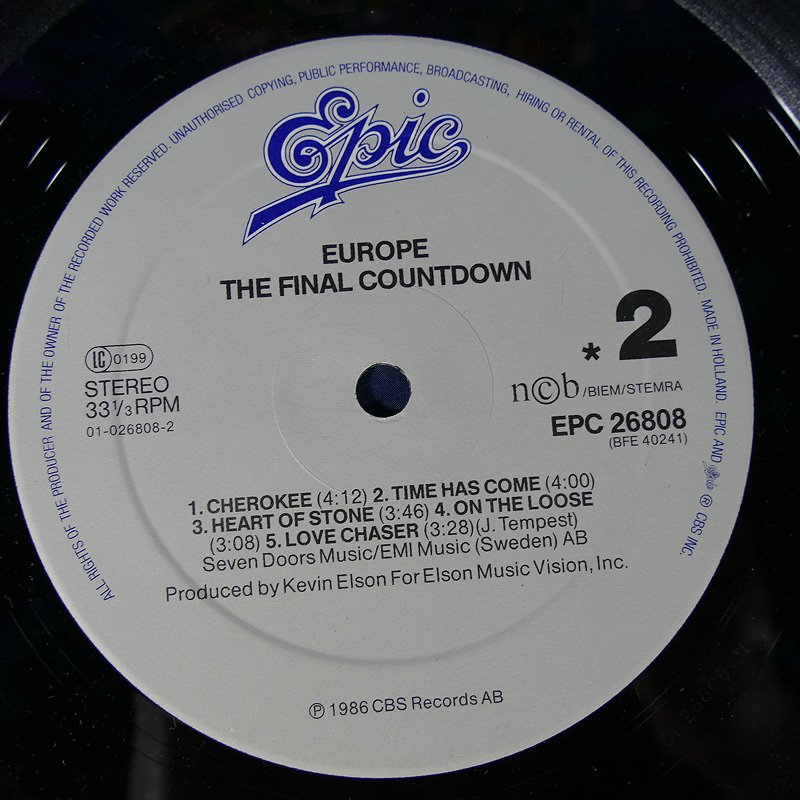 ALL RIGHTS OF THE PRODUCER AND OF THE OWNER OF THE RECORDED WORK RESERVED. UNAUTHORISED COPYING, PUBLIC PERFORMANCE, BROADCASTING, HIRING OR RENTAL OF THIS RECORDING PROHIBITED. MADE IN HOLLAND. EPIC AND Epic ® CBS INC.
Epic
EUROPE
THE FINAL COUNTDOWN
* 2
LC 0199
STEREO
33 1/3 RPM
01-026808-2
n©b/BIEM/STEMRA
EPC 26808
(BFE 40241)
1. CHEROKEE (4:12) 2. TIME HAS COME (4:00)
3. HEART OF STONE (3:46) 4. ON THE LOOSE
(3:08) 5. LOVE CHASER (3:28) (J. Tempest)
Seven Doors Music/EMI Music (Sweden) AB
Produced by Kevin Elson For Elson Music Vision, Inc.
℗ 1986 CBS Records AB